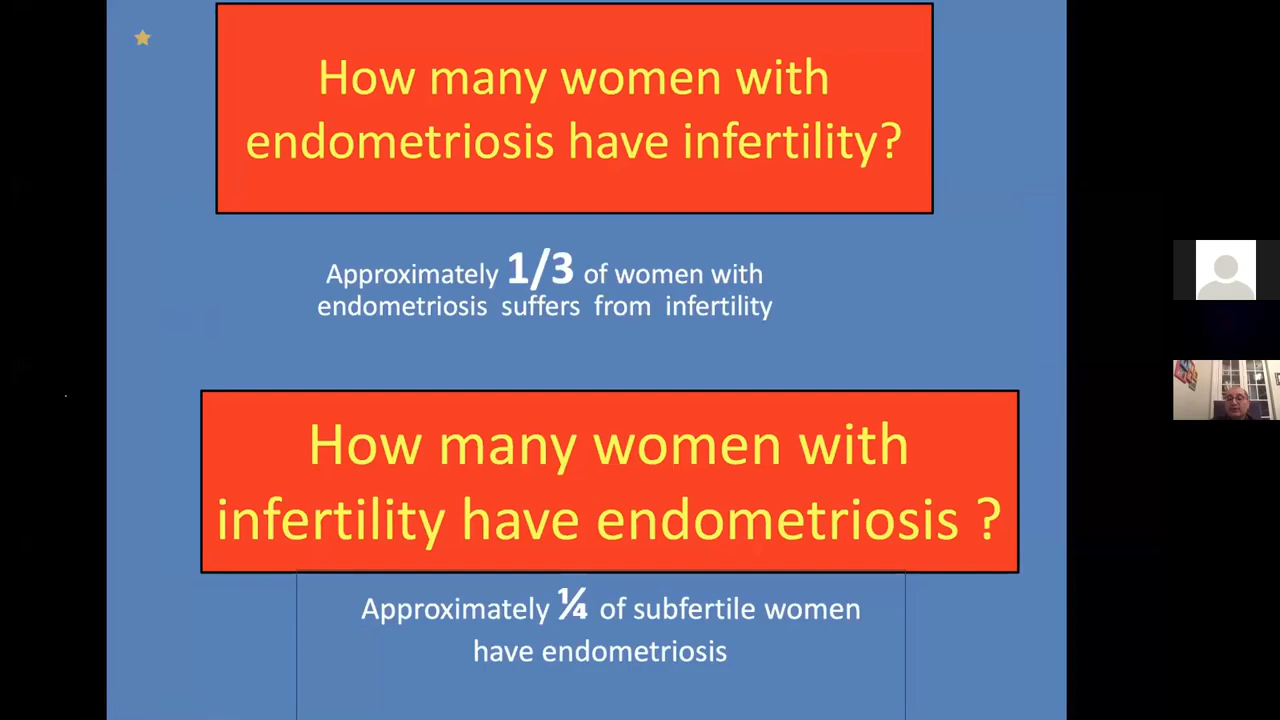 How many women with
endometriosis have infertility?
Approximately 1/3 of women with
endometriosis suffers from infertility
How many women with
infertility have endometriosis ?
Approximately ¼ of subfertile women
have endometriosis